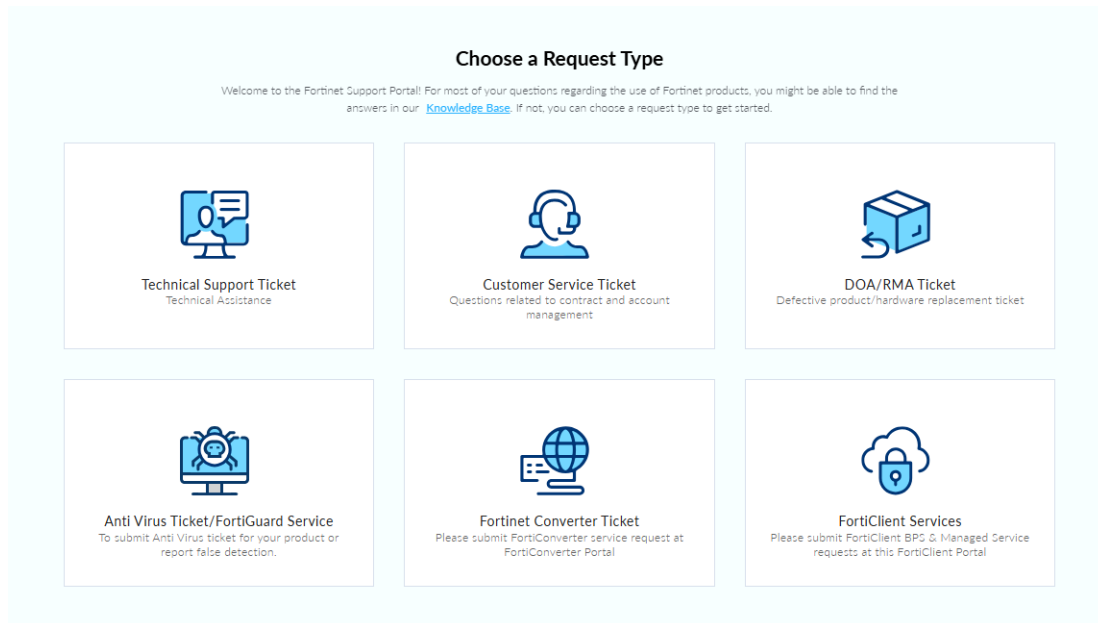 Choose a Request Type
Welcome to the Fortinet Support Portal! For most of your questions regarding the use of Fortinet products, you might be able to find the
answers in our Knowledge Base. If not, you can choose a request type to get started.
Technical Support Ticket
Technical Assistance
Customer Service Ticket
Questions related to contract and account
management
DOA/RMA Ticket
Defective product/hardware replacement ticket
Anti Virus Ticket/FortiGuard Service
To submit Anti Virus ticket for your product or
report false detection.
Fortinet Converter Ticket
Please submit FortiConverter service request at
FortiConverter Portal
FortiClient Services
Please submit FortiClient BPS & Managed Service
requests at this FortiClient Portal